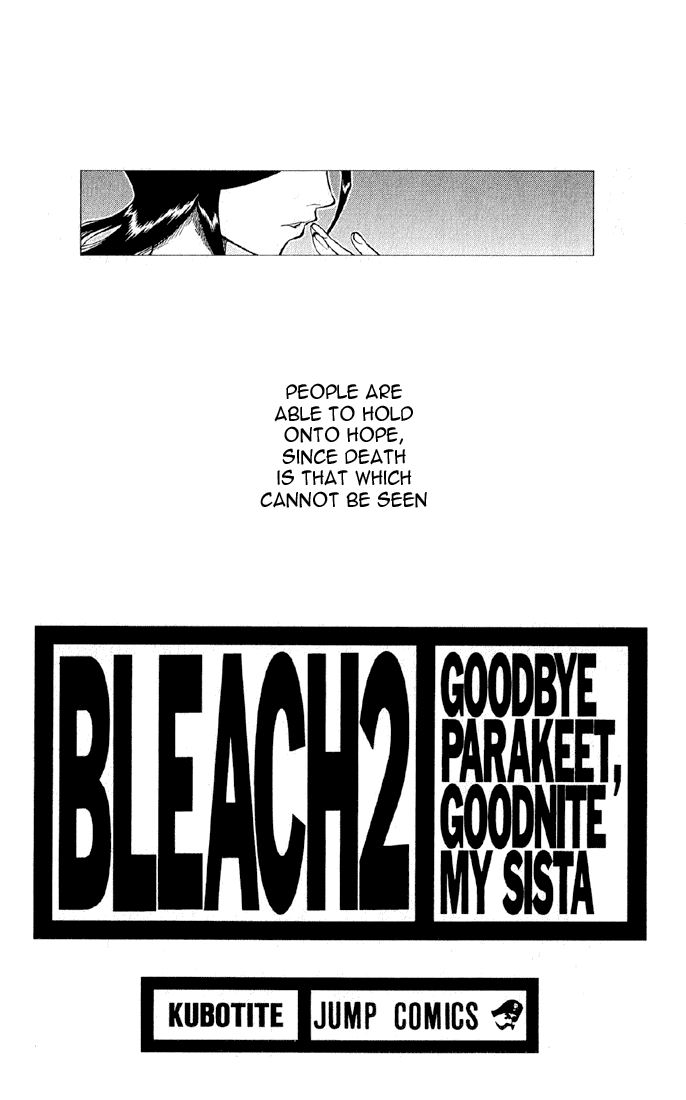 PEOPLE ARE
ABLE TO HOLD
ONTO HOPE,
SINCE DEATH
IS THAT WHICH
CANNOT BE SEEN
BLEACH2
GOODBYE
PARAKEET,
GOODNITE
MY SISTA
KUBOTITE
JUMP COMICS